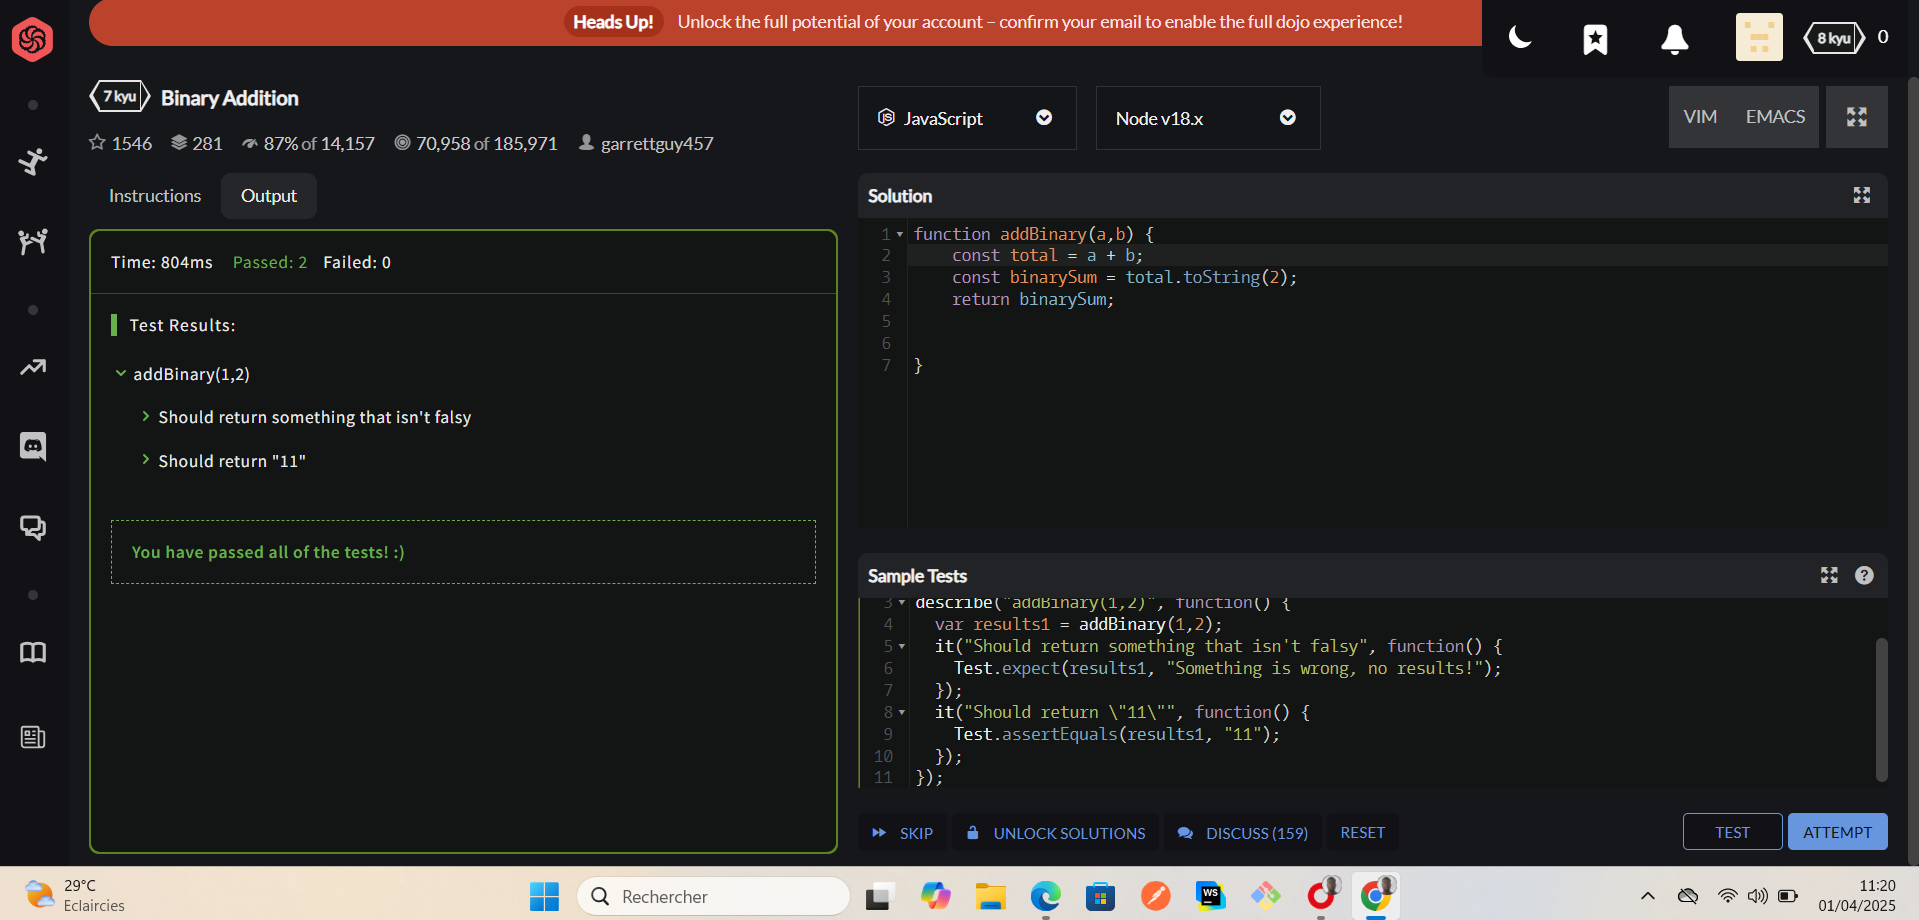 Heads Up! Unlock the full potential of your account – confirm your email to enable the full dojo experience!
8 kyu 0
7 kyu Binary Addition
1546 281 87% of 14,157 70,958 of 185,971 garrettguy457
JavaScript
Node v18.x
VIM EMACS
Instructions Output
Time: 804ms Passed: 2 Failed: 0
Test Results:
addBinary(1,2)
Should return something that isn't falsy
Should return "11"
You have passed all of the tests! :)
Solution
1 function addBinary(a,b) {
2 const total = a + b;
3 const binarySum = total.toString(2);
4 return binarySum;
5
6
7 }
Sample Tests
3 describe("addBinary(1,2)", function() {
4 var results1 = addBinary(1,2);
5 it("Should return something that isn't falsy", function() {
6 Test.expect(results1, "Something is wrong, no results!");
7 });
8 it("Should return \"11\"", function() {
9 Test.assertEquals(results1, "11");
10 });
11 });
SKIP UNLOCK SOLUTIONS DISCUSS (159) RESET
TEST ATTEMPT
29°C
Eclaircies
Rechercher
WS
11:20
01/04/2025